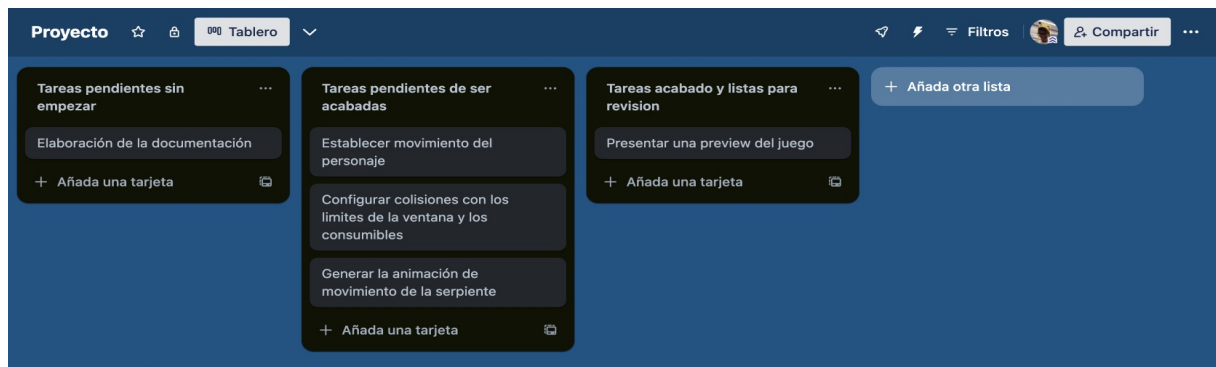 Proyecto
Tablero
Filtros
Compartir
Tareas pendientes sin
empezar
Elaboración de la documentación
+ Añada una tarjeta
Tareas pendientes de ser
acabadas
Establecer movimiento del
personaje
Configurar colisiones con los
limites de la ventana y los
consumibles
Generar la animación de
movimiento de la serpiente
+ Añada una tarjeta
Tareas acabado y listas para
revision
Presentar una preview del juego
+ Añada una tarjeta
+ Añada otra lista